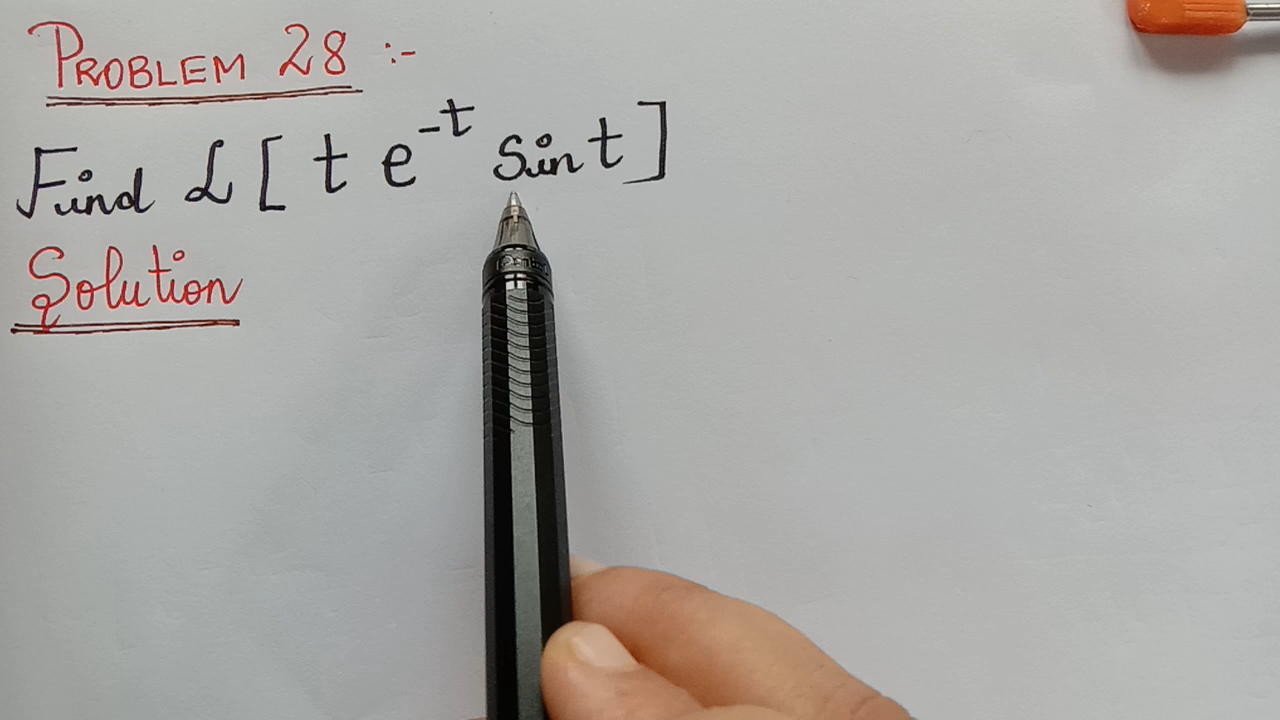 PROBLEM 28 :-
Find L [ t e^-t Sin t ]
Solution